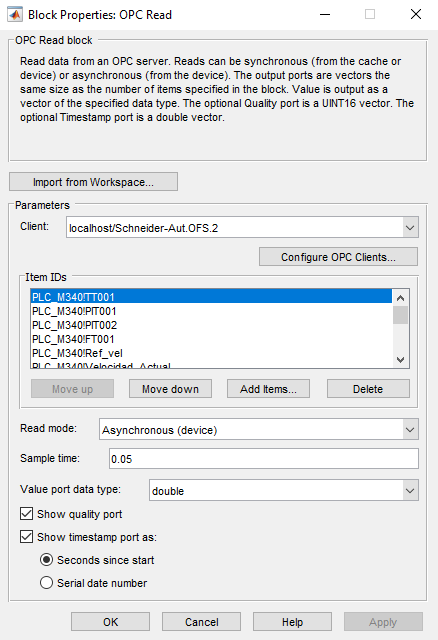 Block Properties: OPC Read
OPC Read block
Read data from an OPC server. Reads can be synchronous (from the cache
or device) or asynchronous (from the device). The output ports are vectors the
same size as the number of items specified in the block. Value is output as a
vector of the specified data type. The optional Quality port is a UINT16 vector. The
optional Timestamp port is a double vector.
Import from Workspace...
Parameters
Client: localhost/Schneider-Aut.OFS.2
Configure OPC Clients...
Item IDs
PLC_M340!TT001
PLC_M340!PIT001
PLC_M340!PIT002
PLC_M340!FT001
PLC_M340!Ref_vel
PLC_M340!Velocidad_Actual
Move up Move down Add Items... Delete
Read mode: Asynchronous (device)
Sample time: 0.05
Value port data type: double
Show quality port
Show timestamp port as:
Seconds since start
Serial date number
OK Cancel Help Apply